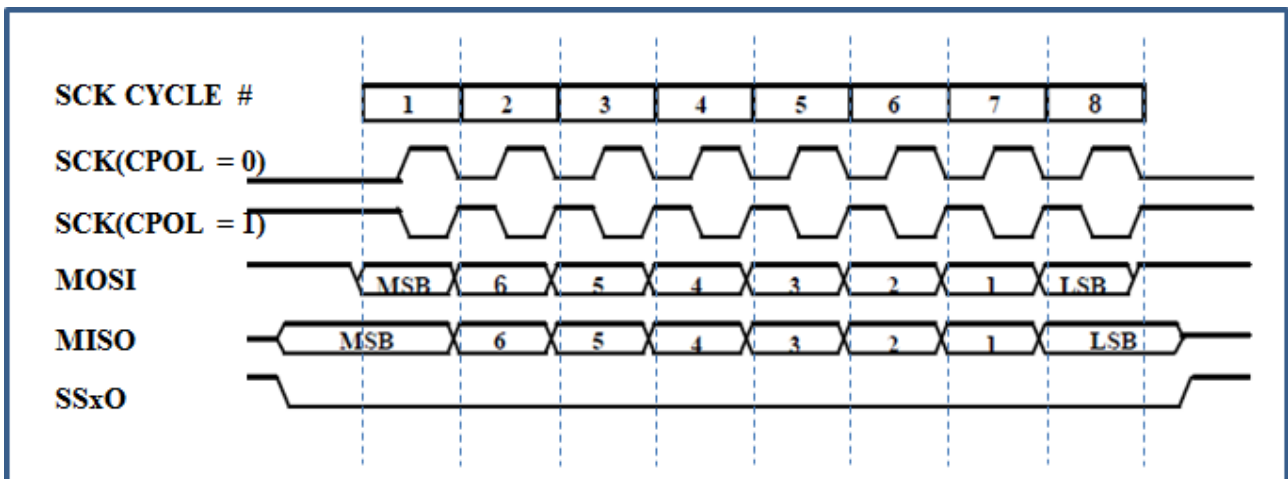 SCK CYCLE #
1 2 3 4 5 6 7 8
SCK(CPOL = 0)
SCK(CPOL = 1)
MOSI
MSB 6 5 4 3 2 1 LSB
MISO
MSB 6 5 4 3 2 1 LSB
SSxO